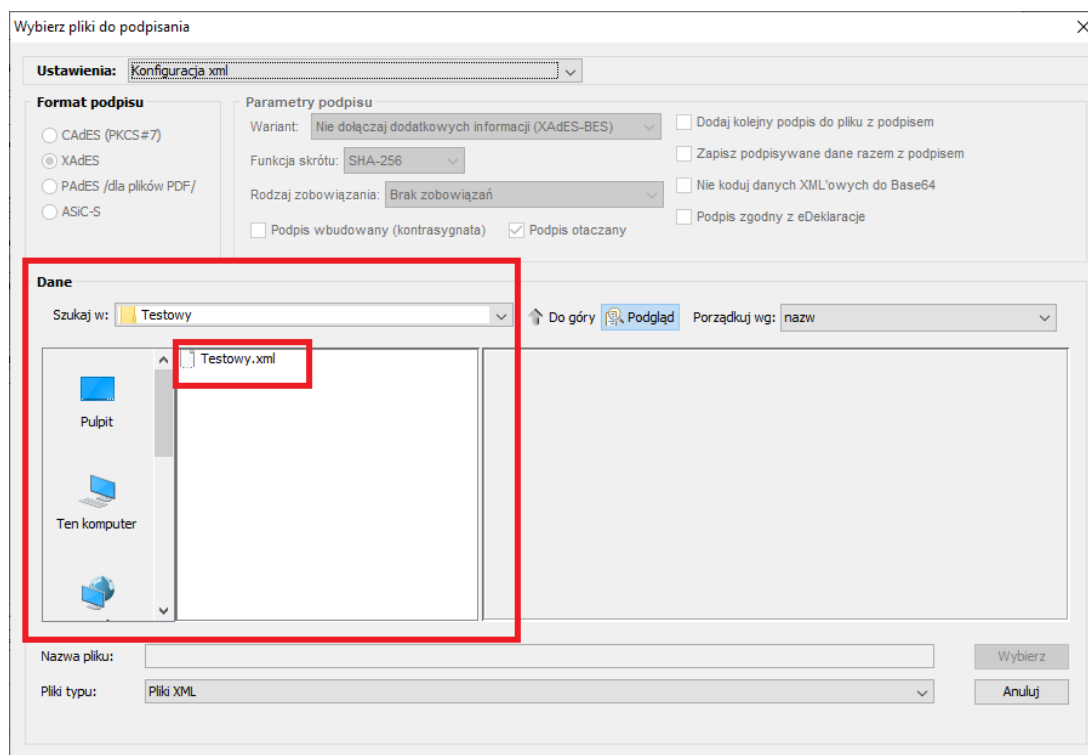 Wybierz pliki do podpisania
Ustawienia: Konfiguracja xml
Format podpisu
CAdES (PKCS#7)
XAdES
PAdES /dla plików PDF/
ASiC-S
Parametry podpisu
Wariant: Nie dołączaj dodatkowych informacji (XAdES-BES)
Funkcja skrótu: SHA-256
Rodzaj zobowiązania: Brak zobowiązań
Podpis wbudowany (kontrasygnata) Podpis otaczany
Dodaj kolejny podpis do pliku z podpisem
Zapisz podpisywane dane razem z podpisem
Nie koduj danych XML'owych do Base64
Podpis zgodny z eDeklaracje
Dane
Szukaj w: Testowy Do góry Podgląd Porządkuj wg: nazw
Testowy.xml
Pulpit
Ten komputer
Nazwa pliku: Wybierz
Pliki typu: Pliki XML Anuluj